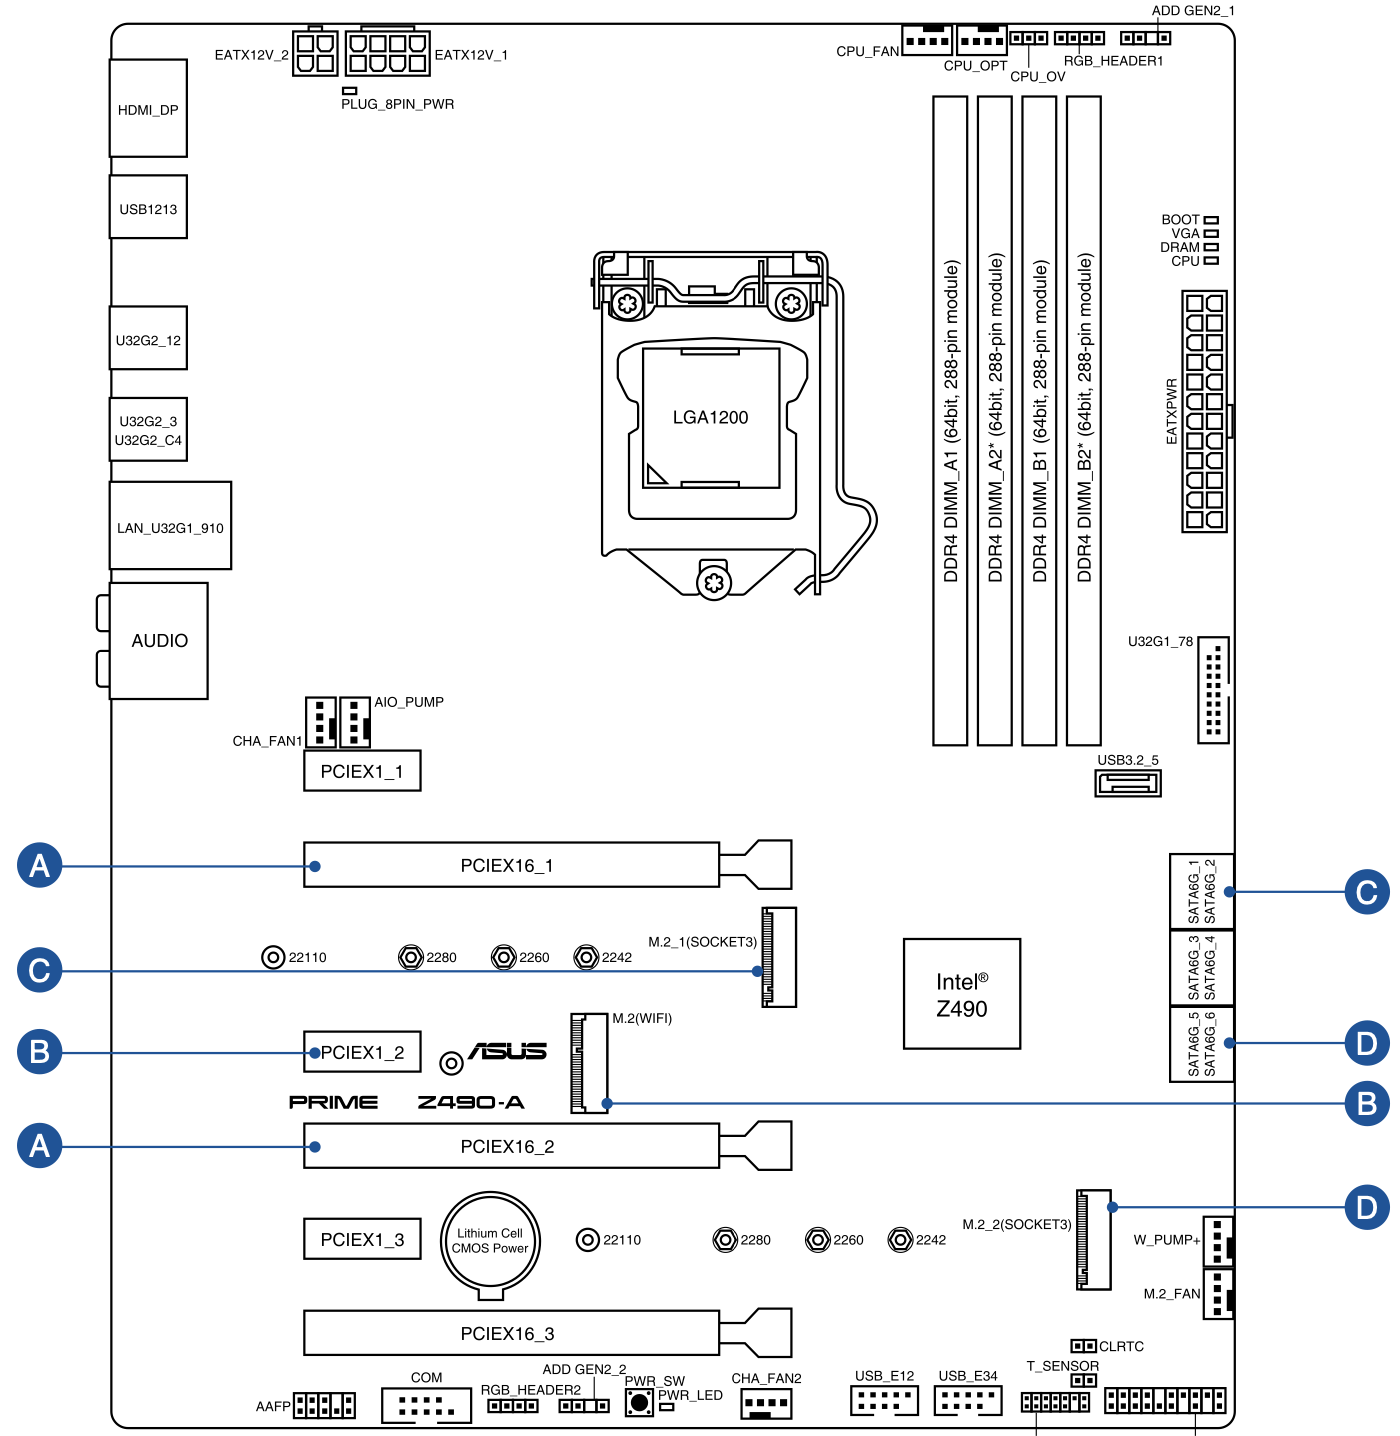 ADD GEN2_1
EATX12V_2
EATX12V_1
CPU_FAN
CPU_OPT
CPU_OV
RGB_HEADER1
PLUG_8PIN_PWR
HDMI_DP
USB1213
BOOT
VGA
DRAM
CPU
U32G2_12
EATXPWR
U32G2_3
U32G2_C4
LGA1200
DDR4 DIMM_A1 (64bit, 288-pin module)
DDR4 DIMM_A2* (64bit, 288-pin module)
DDR4 DIMM_B1 (64bit, 288-pin module)
DDR4 DIMM_B2* (64bit, 288-pin module)
LAN_U32G1_910
AUDIO
U32G1_78
AIO_PUMP
CHA_FAN1
PCIEX1_1
USB3.2_5
A
PCIEX16_1
SATA6G_1
SATA6G_2
C
M.2_1(SOCKET3)
22110
2280
2260
2242
C
SATA6G_3
SATA6G_4
Intel®
Z490
M.2(WIFI)
B
PCIEX1_2
ASUS
SATA6G_5
SATA6G_6
D
PRIME Z490-A
B
A
PCIEX16_2
D
M.2_2(SOCKET3)
PCIEX1_3
Lithium Cell
CMOS Power
22110
2280
2260
2242
W_PUMP+
M.2_FAN
PCIEX16_3
CLRTC
T_SENSOR
ADD GEN2_2
COM
RGB_HEADER2
PWR_SW
PWR_LED
CHA_FAN2
USB_E12
USB_E34
AAFP